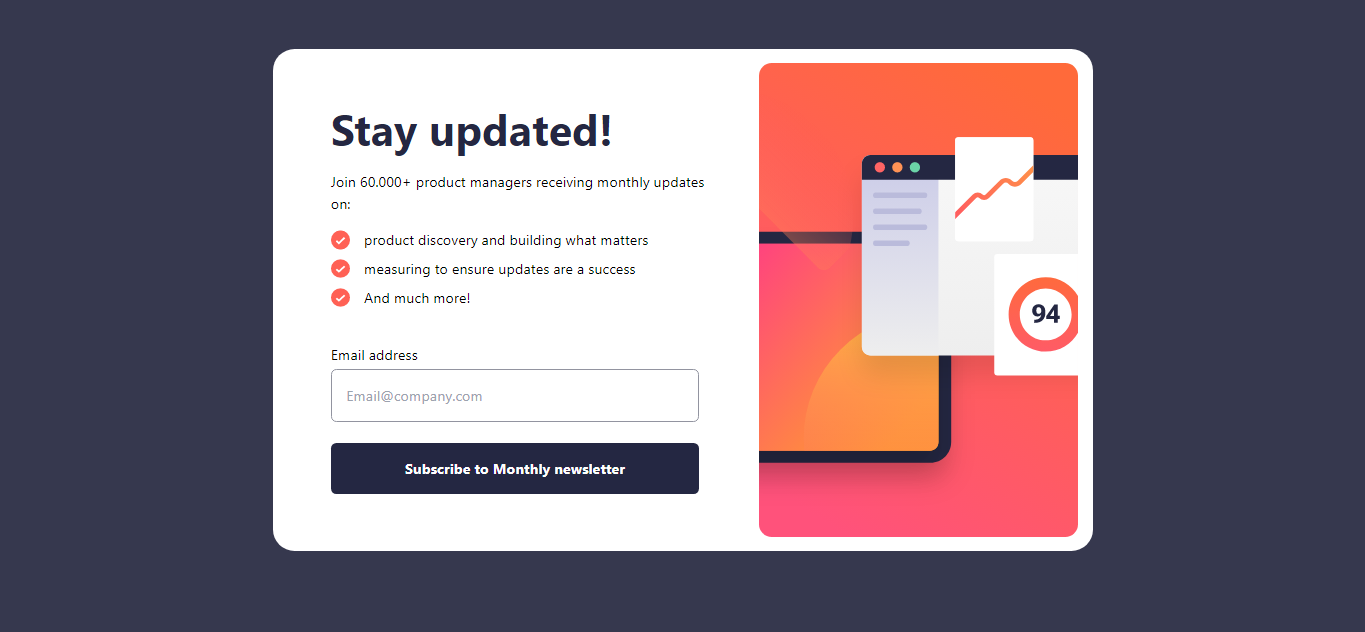 Stay updated!
Join 60.000+ product managers receiving monthly updates
on:
product discovery and building what matters
measuring to ensure updates are a success
And much more!
Email address
Email@company.com
Subscribe to Monthly newsletter
94